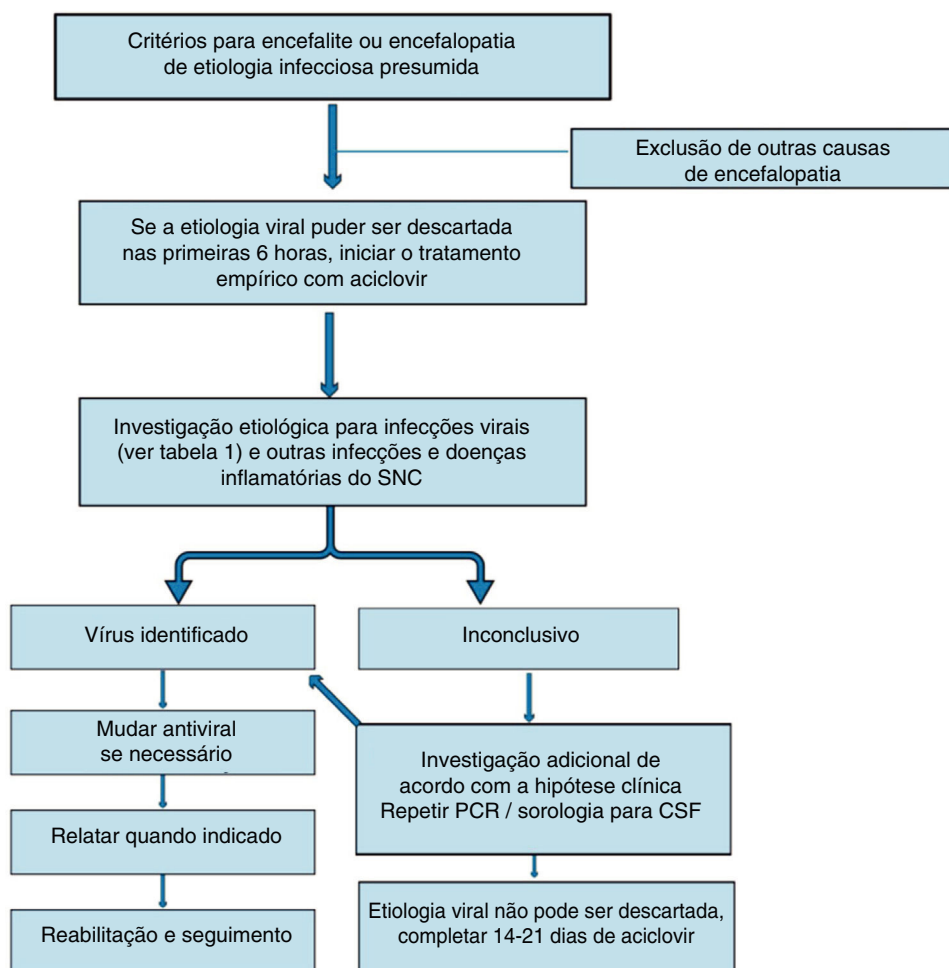 Critérios para encefalite ou encefalopatia
de etiologia infecciosa presumida
Exclusão de outras causas
de encefalopatia
Se a etiologia viral puder ser descartada
nas primeiras 6 horas, iniciar o tratamento
empírico com aciclovir
Investigação etiológica para infecções virais
(ver tabela 1) e outras infecções e doenças
inflamatórias do SNC
Vírus identificado
Inconclusivo
Mudar antiviral
se necessário
Investigação adicional de
acordo com a hipótese clínica
Repetir PCR / sorologia para CSF
Relatar quando indicado
Reabilitação e seguimento
Etiologia viral não pode ser descartada,
completar 14-21 dias de aciclovir